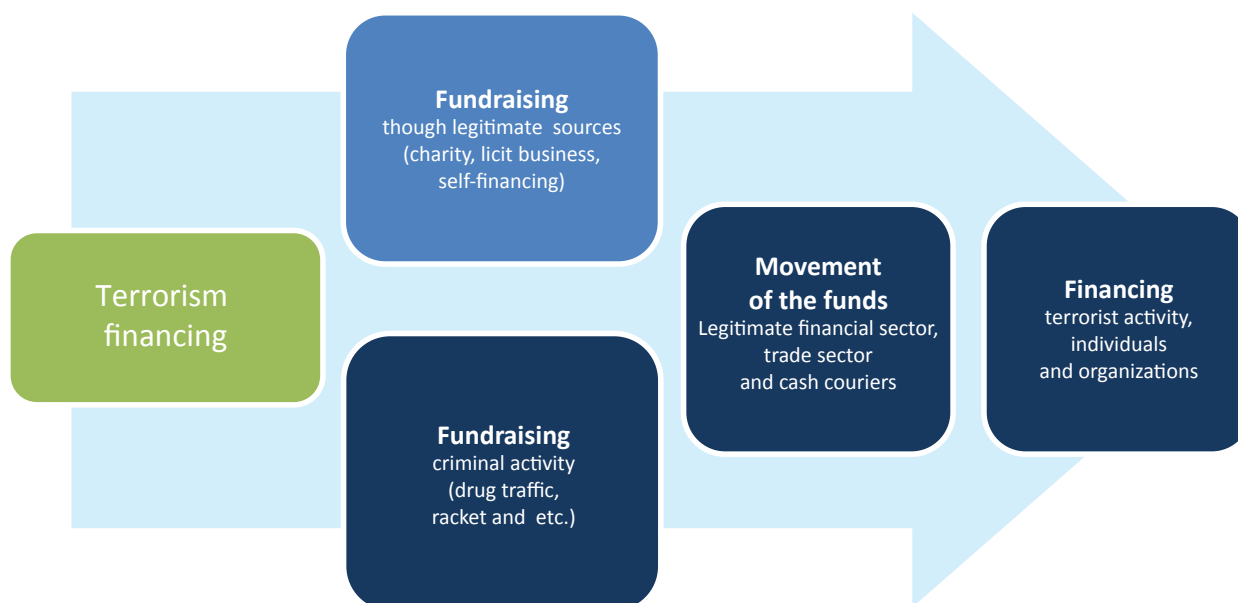 Fundraising
though legitimate sources
(charity, licit business,
self-financing)
Terrorism
financing
Movement
of the funds
Legitimate financial sector,
trade sector
and cash couriers
Financing
terrorist activity,
individuals
and organizations
Fundraising
criminal activity
(drug traffic,
racket and etc.)